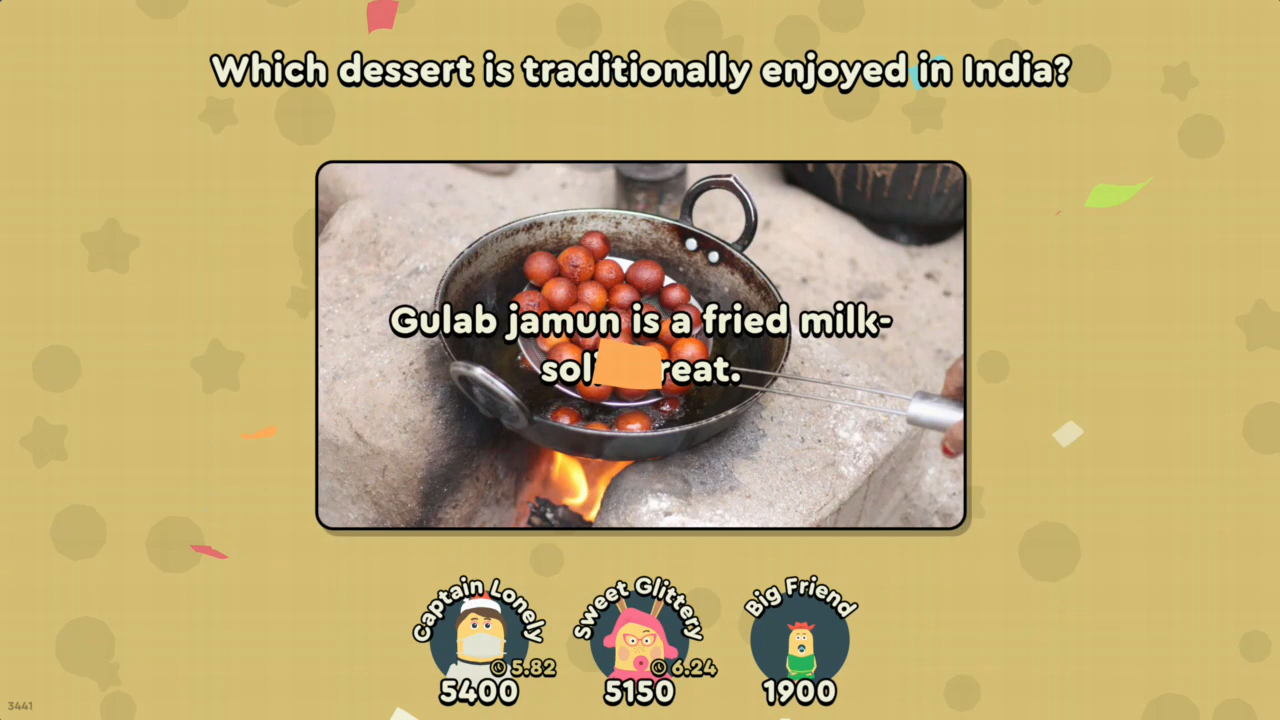 Which dessert is traditionally enjoyed in India?
Gulab jamun is a fried milk-
Captain Lonely
Sweet Glittery
Big Friend
5.82
6.24
5400
5150
1900
3441